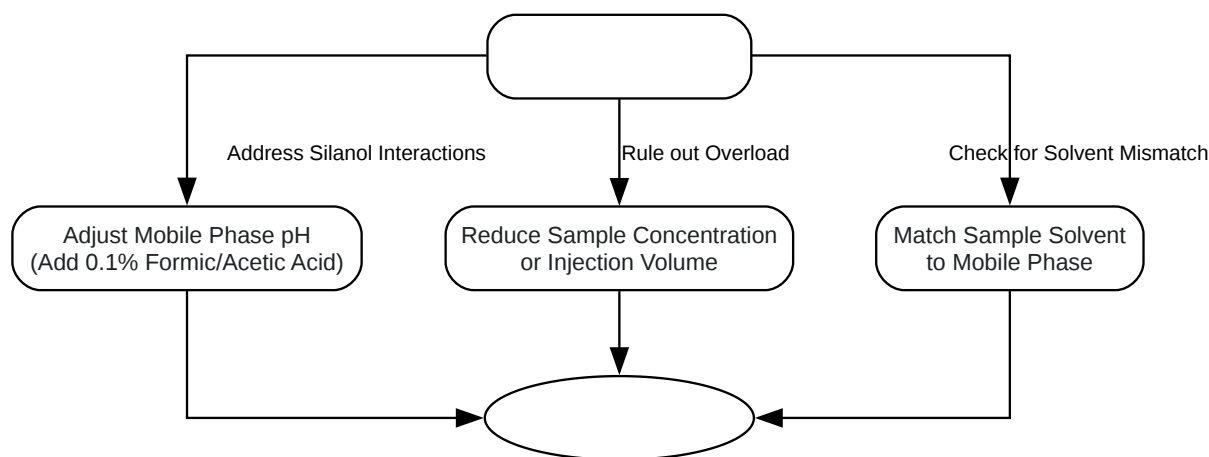 Address Silanol Interactions
Rule out Overload
Check for Solvent Mismatch
Adjust Mobile Phase pH
(Add 0.1% Formic/Acetic Acid)
Reduce Sample Concentration
or Injection Volume
Match Sample Solvent
to Mobile Phase